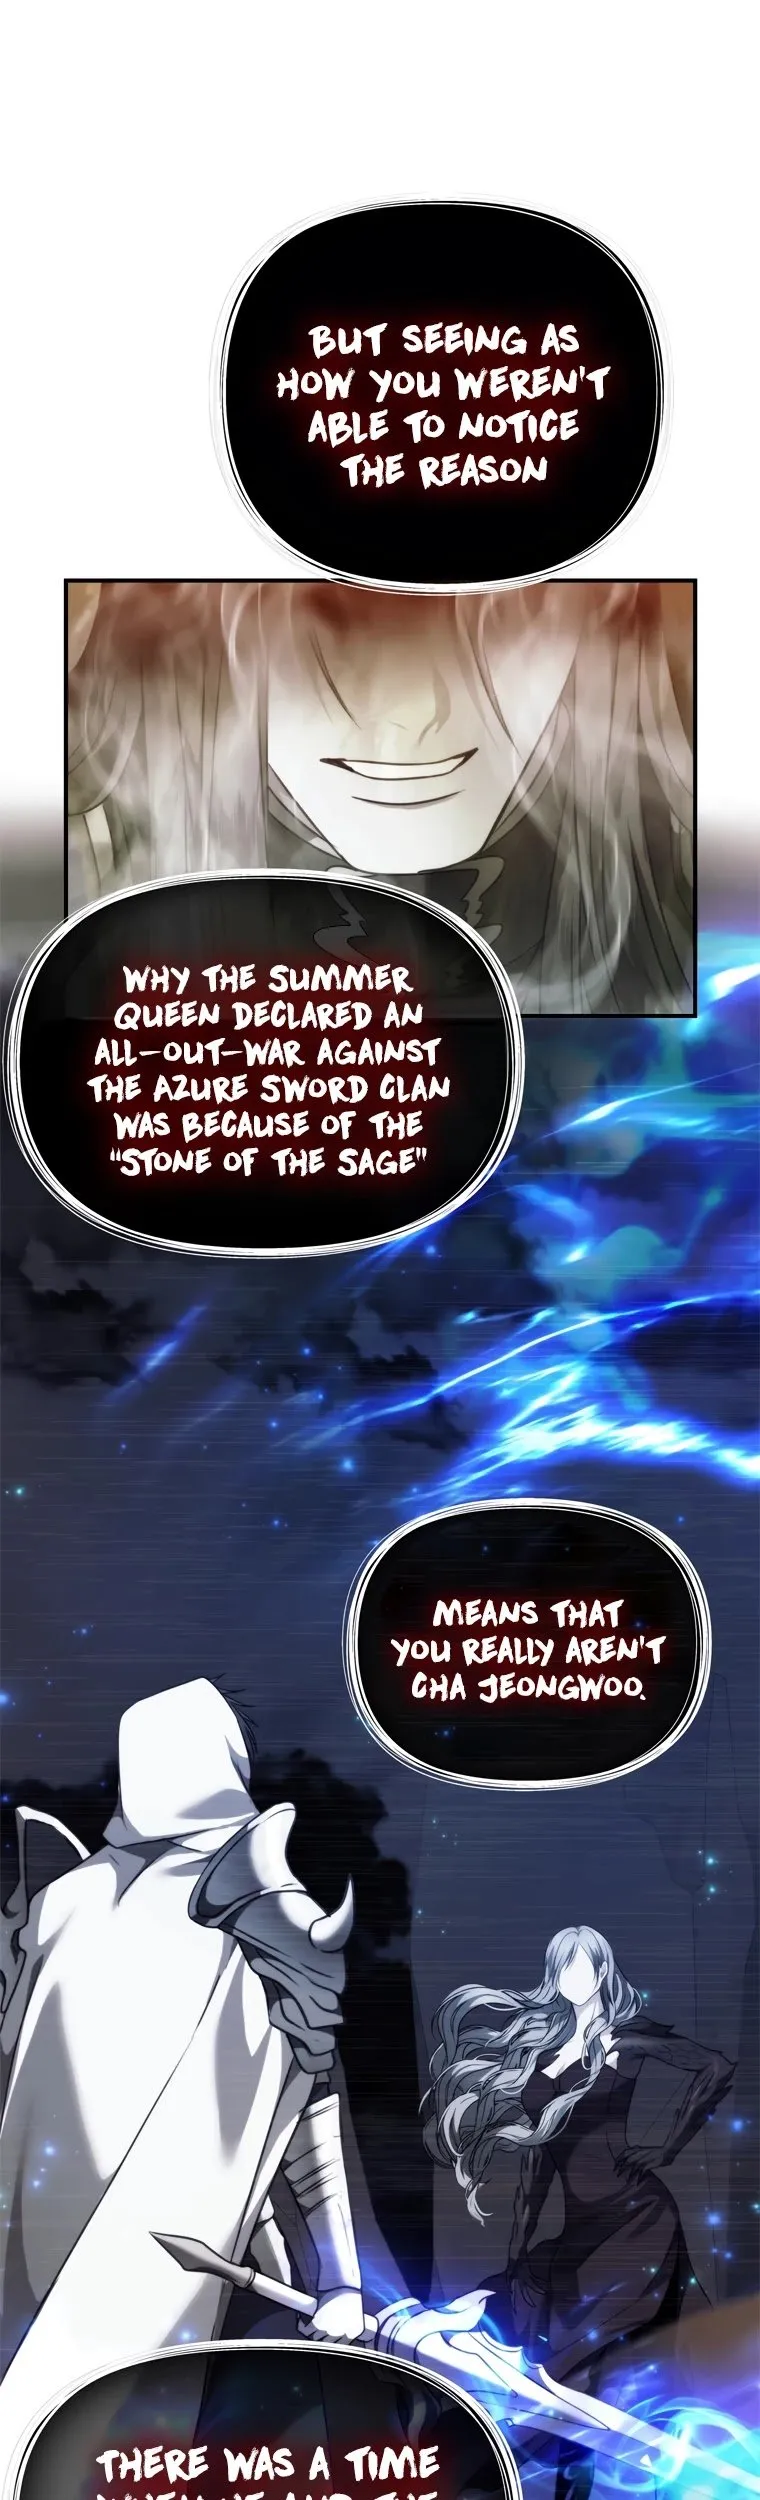 BUT SEEING AS
HOW YOU WEREN'T
ABLE TO NOTICE
THE REASON
WHY THE SUMMER
QUEEN DECLARED AN
ALL-OUT-WAR AGAINST
THE AZURE SWORD CLAN
WAS BECAUSE OF THE
"STONE OF THE SAGE"
MEANS THAT
YOU REALLY AREN'T
CHA JEONGWOO.
THERE WAS A TIME